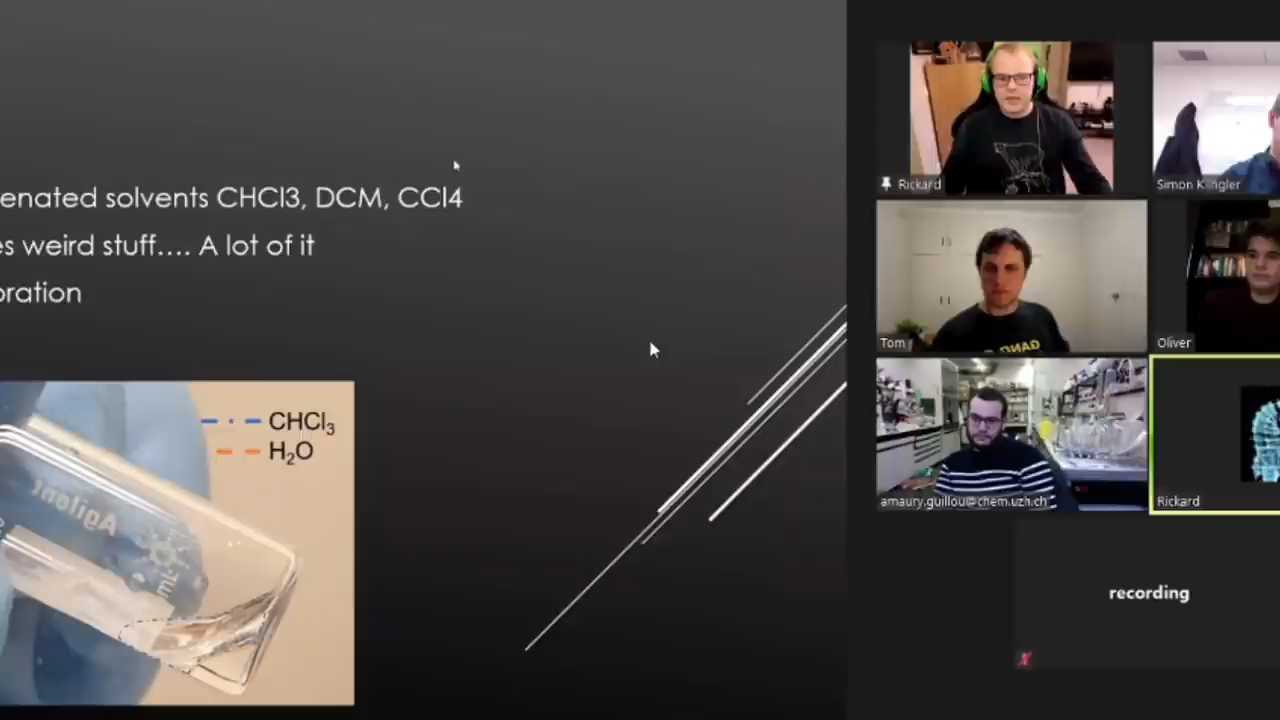 enated solvents CHCl3, DCM, CCl4
es weird stuff.... A lot of it
oration
CHCl3
H2O
Agilent
mL
Rickard
Simon Klingler
Tom
Oliver
amaury.guillou@chem.uzh.ch
Rickard
recording